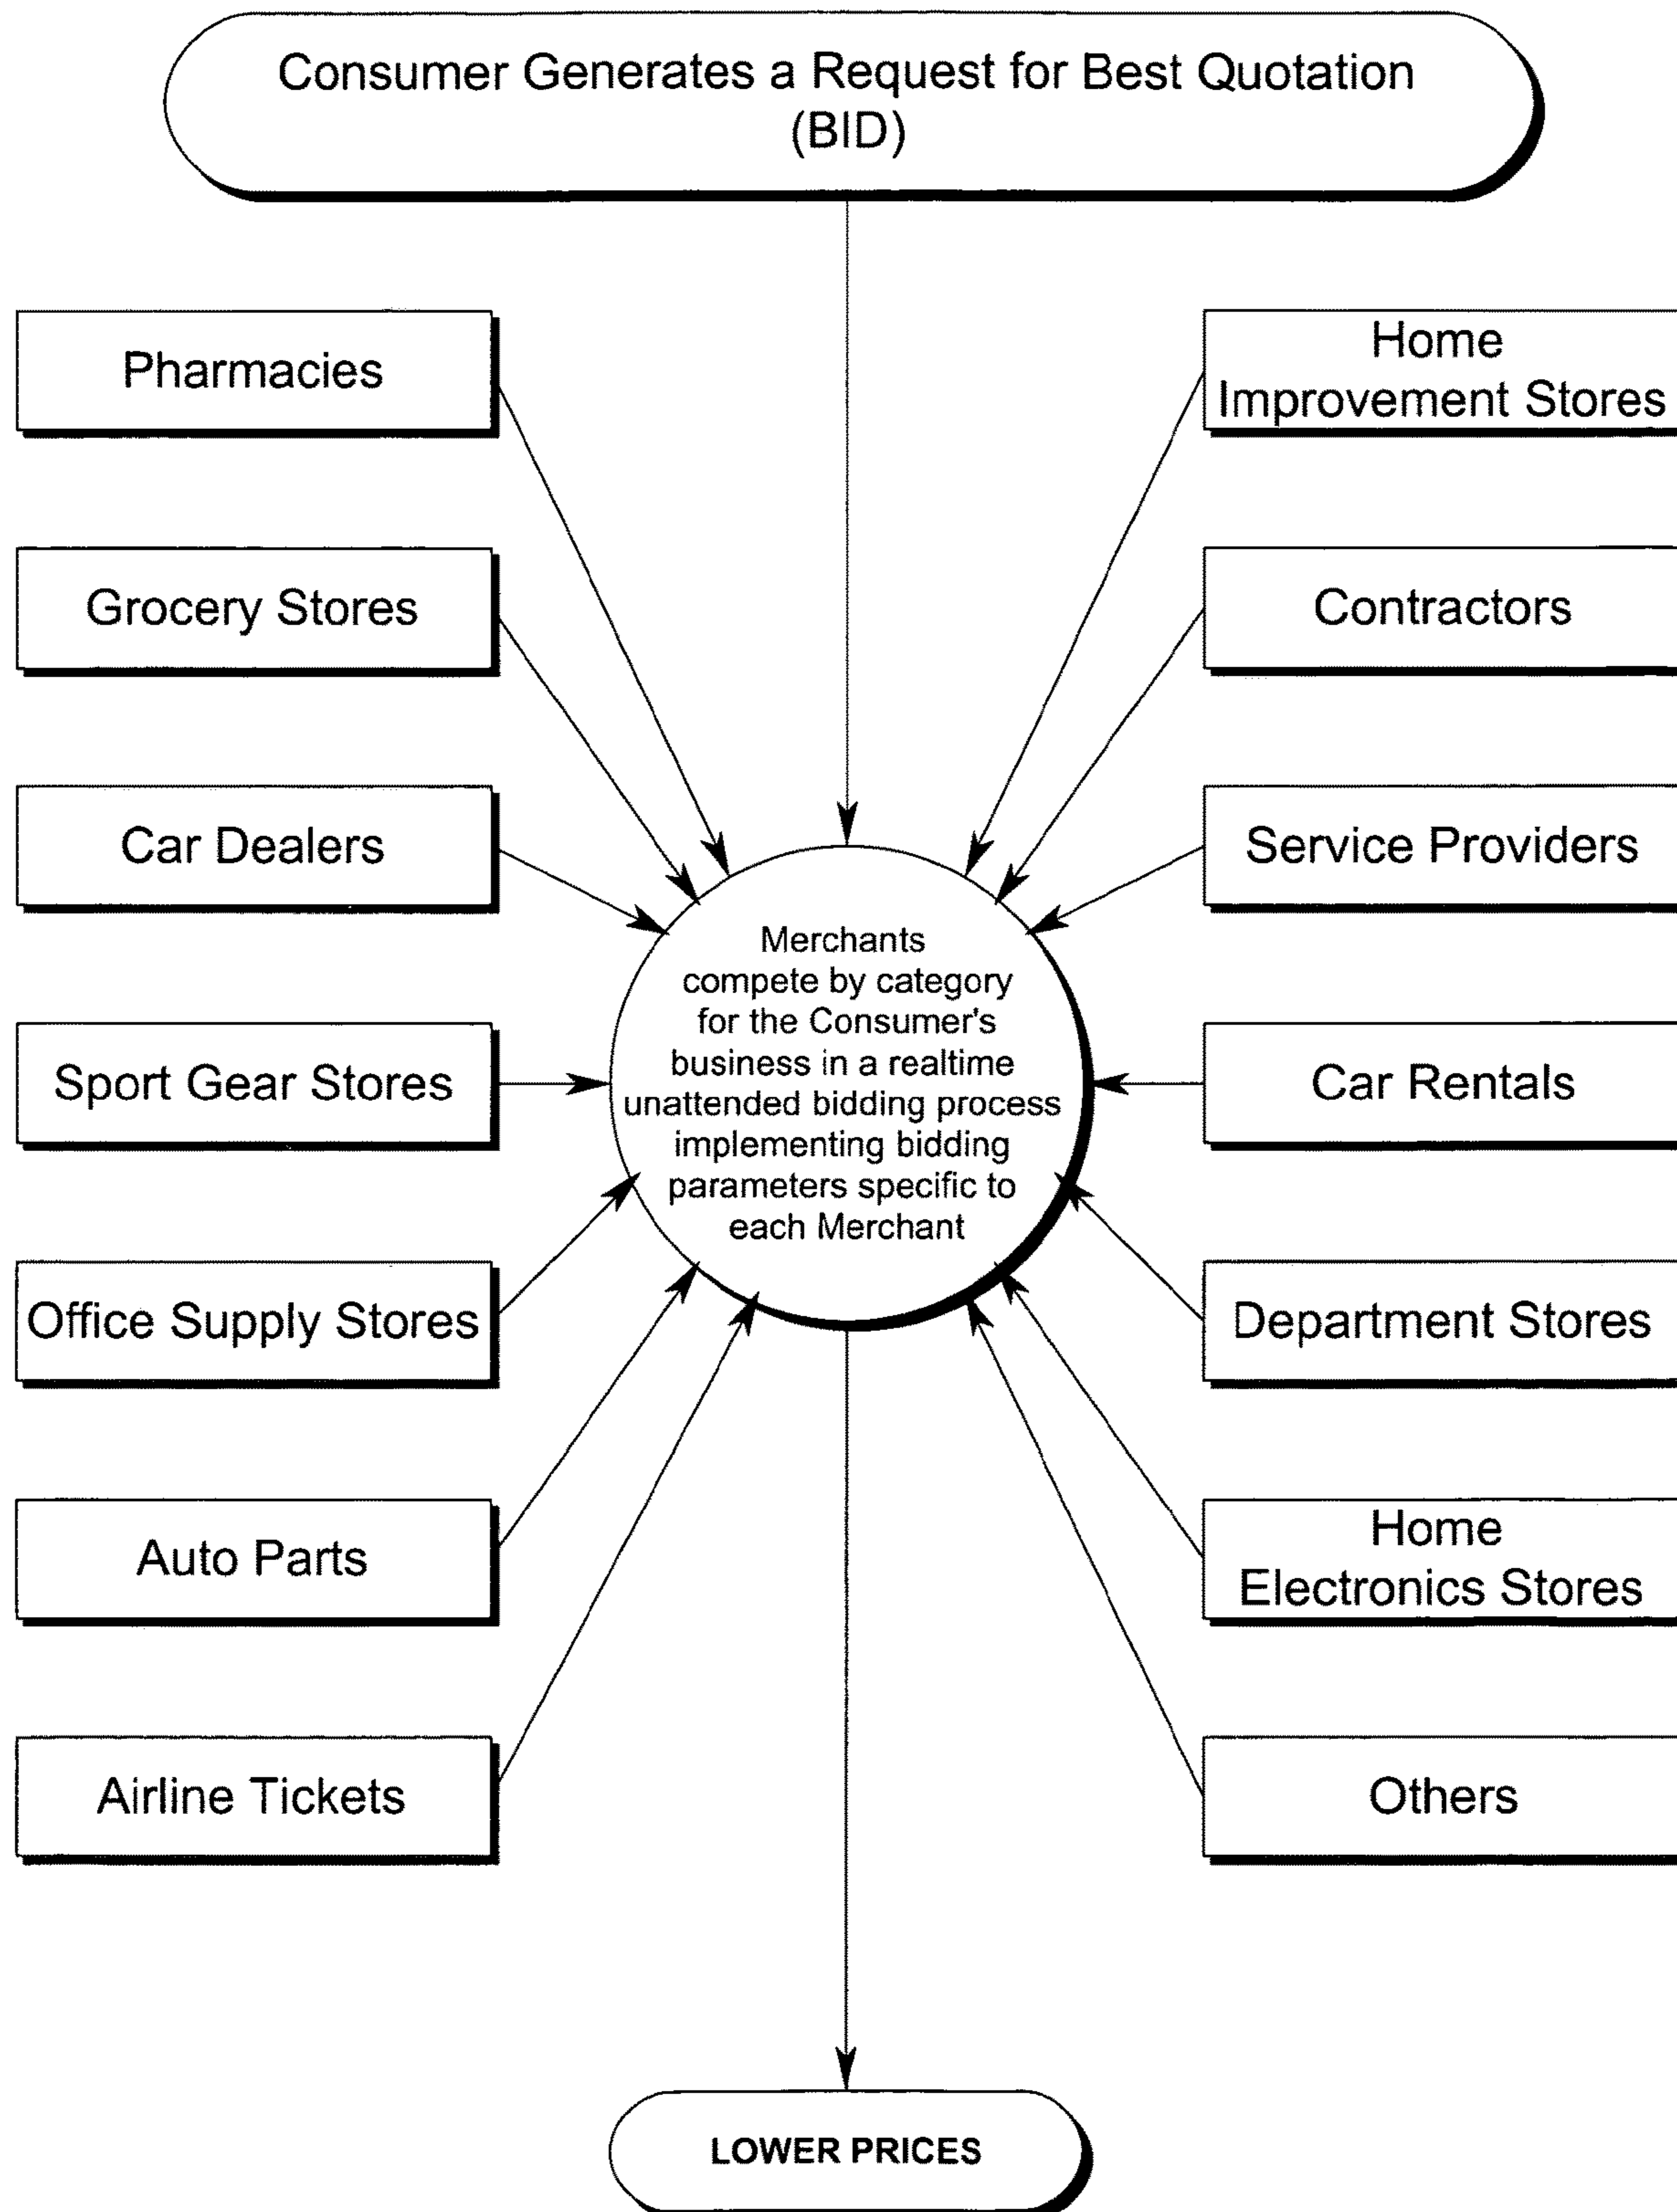 Consumer Generates a Request for Best Quotation
(BID)
Pharmacies
Grocery Stores
Car Dealers
Sport Gear Stores
Office Supply Stores
Auto Parts
Airline Tickets
Merchants
compete by category
for the Consumer's
business in a realtime
unattended bidding process
implementing bidding
parameters specific to
each Merchant
Home
Improvement Stores
Contractors
Service Providers
Car Rentals
Department Stores
Home
Electronics Stores
Others
LOWER PRICES